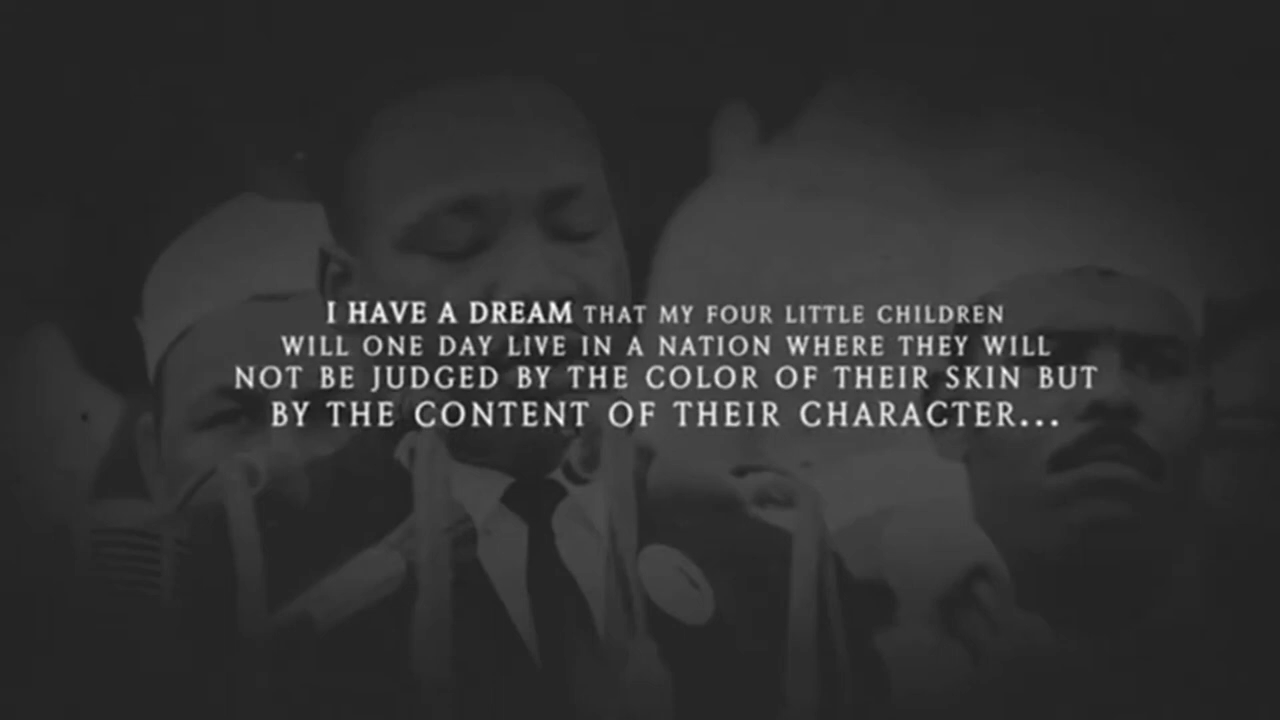 I HAVE A DREAM THAT MY FOUR LITTLE CHILDREN
WILL ONE DAY LIVE IN A NATION WHERE THEY WILL
NOT BE JUDGED BY THE COLOR OF THEIR SKIN BUT
BY THE CONTENT OF THEIR CHARACTER...